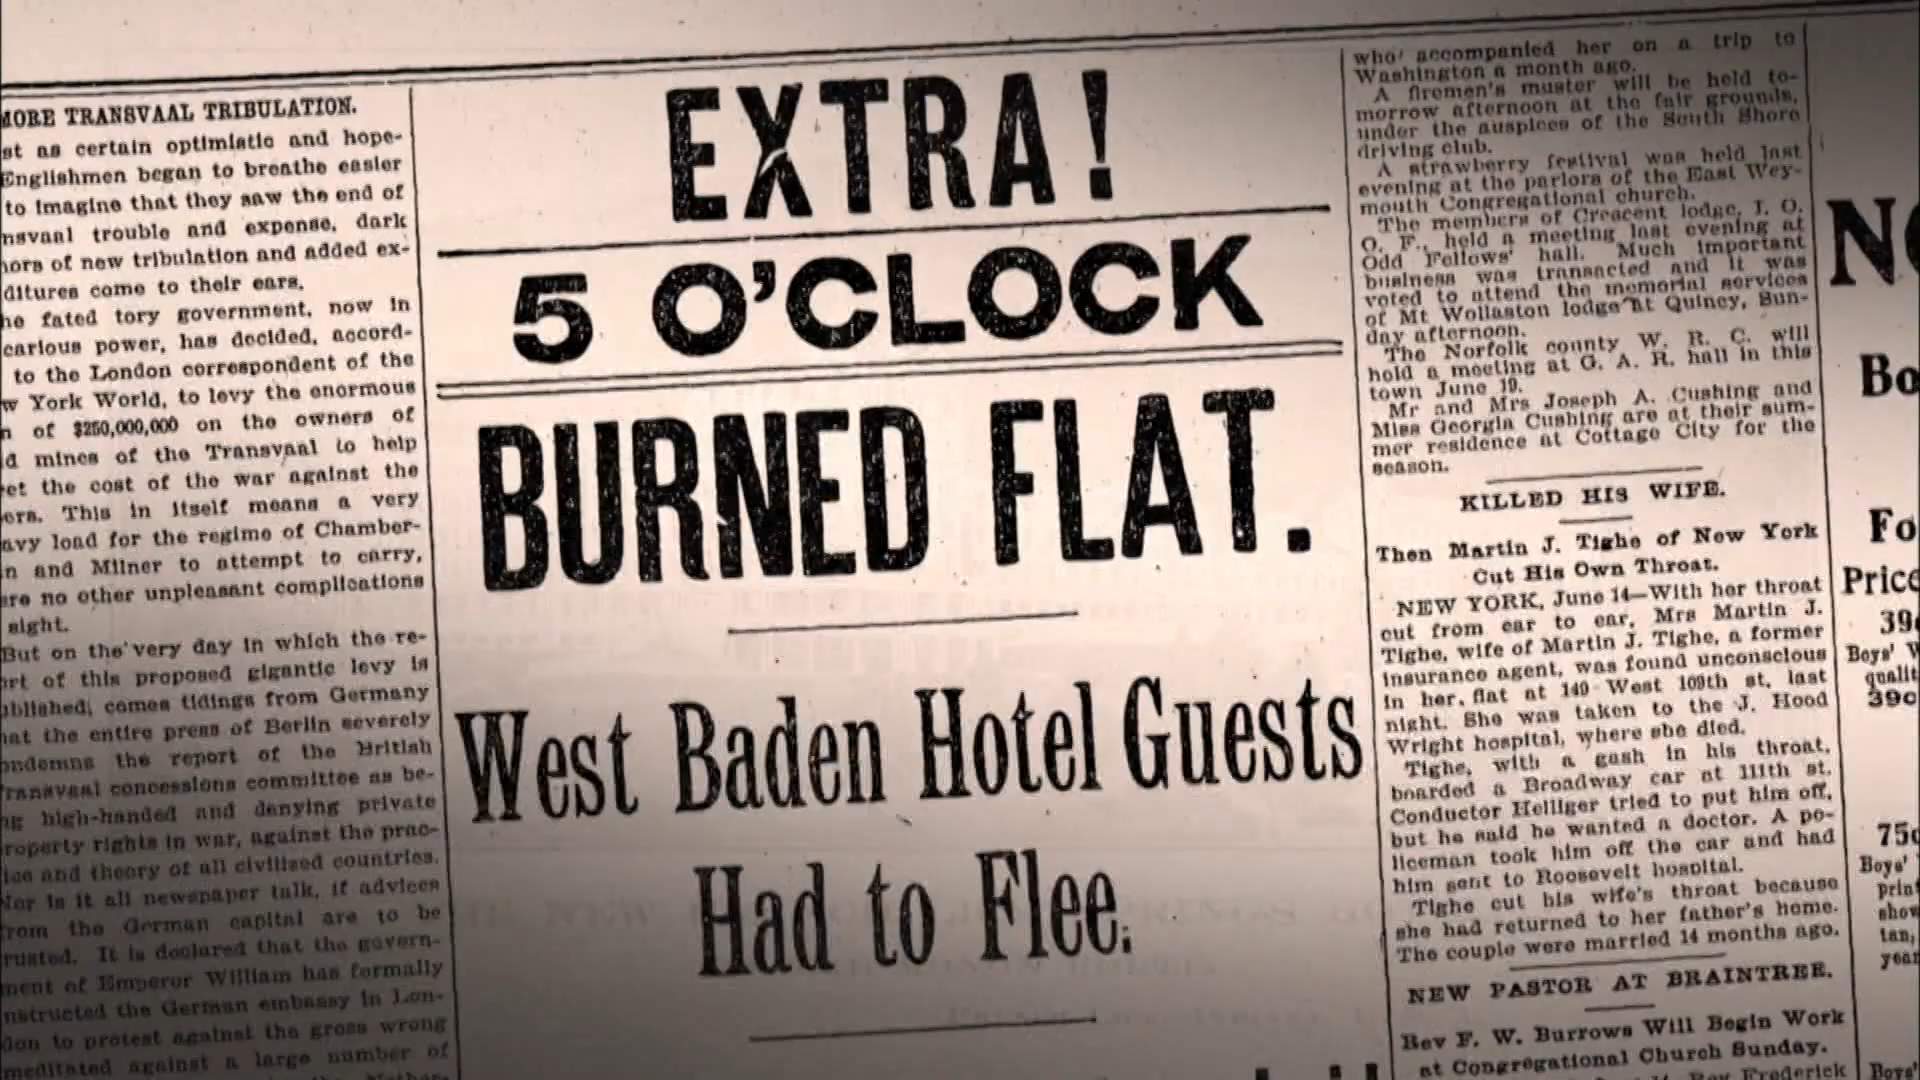 MORE TRANSVAAL TRIBULATION.
st as certain optimistic and hope-
Englishmen began to breathe easier
to imagine that they saw the end of
nsvaal trouble and expense, dark
ors of new tribulation and added ex-
ditures come to their ears.
he fated tory government, now in
carious power, has decided, accord-
to the London correspondent of the
w York World, to levy the enormous
n of $250,000,000 on the owners of
d mines of the Transvaal to help
et the cost of the war against the
ers. This in itself means a very
avy load for the regime of Chamber-
n and Milner to attempt to carry,
ere no other unpleasant complications
sight.
But on the very day in which the re-
ort of this proposed gigantic levy is
ublished, comes tidings from Germany
hat the entire press of Berlin severely
ondemns the report of the British
Transvaal concessions committee as be-
ng high-handed and denying private
roperty rights in war, against the prac-
ice and theory of all civilized countries.
Nor is it all newspaper talk, if advices
rom the German capital are to be
rusted. It is declared that the govern-
ment of Emperor William has formally
nstructed the German embassy in Lon-
don to protest against the gross wrong
meditated against a large number of
EXTRA!
5 O'CLOCK
BURNED FLAT.
West Baden Hotel Guests
Had to Flee.
who accompanied her on a trip to
Washington a month ago.
A firemen's muster will be held to-
morrow afternoon at the fair grounds,
under the auspices of the South Shore
driving club.
A strawberry festival was held last
evening at the parlors of the East Wey-
mouth Congregational church.
The members of Crescent lodge, I. O.
O. F., held a meeting last evening at
Odd Fellows' hall. Much important
business was transacted and it was
voted to attend the memorial services
of Mt Wollaston lodge at Quincy, Sun-
day afternoon.
The Norfolk county W. R. C. will
hold a meeting at G. A. R. hall in this
town June 19.
Mr and Mrs Joseph A. Cushing and
Miss Georgia Cushing are at their sum-
mer residence at Cottage City for the
season.
KILLED HIS WIFE.
Then Martin J. Tighe of New York
Cut His Own Throat.
NEW YORK, June 14—With her throat
cut from ear to ear, Mrs Martin J.
Tighe, wife of Martin J. Tighe, a former
insurance agent, was found unconscious
in her flat at 149 West 109th st, last
night. She was taken to the J. Hood
Wright hospital, where she died.
Tighe, with a gash in his throat,
boarded a Broadway car at 111th st.
Conductor Helliger tried to put him off,
but he said he wanted a doctor. A po-
liceman took him off the car and had
him sent to Roosevelt hospital.
Tighe cut his wife's throat because
she had returned to her father's home.
The couple were married 14 months ago.
NEW PASTOR AT BRAINTREE.
Rev F. W. Burrows Will Begin Work
at Congregational Church Sunday.
Rev Frederick
Bo
Fo
Price
39c
Boys' W
qualit
39c
75c
Boys'
print
show
tan,
year
Boys'